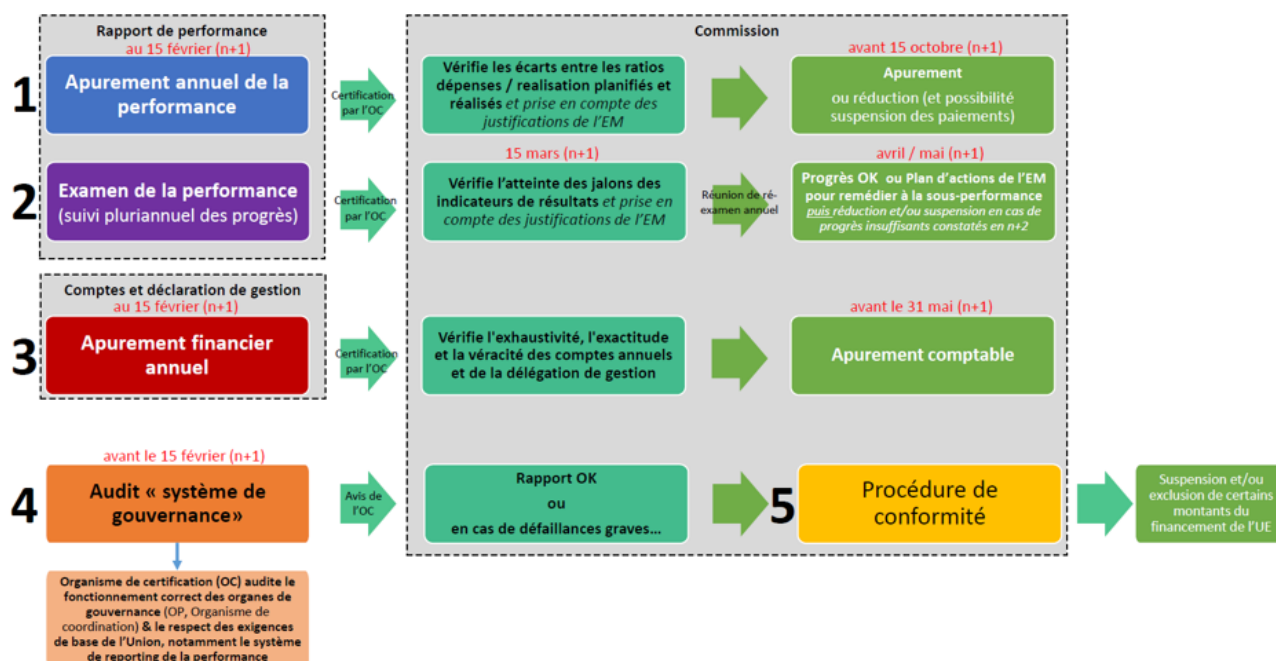 Rapport de performance
au 15 février (n+1)
1
Apurement annuel de la
performance
Certification
par l'OC
Commission
Vérifie les écarts entre les ratios
dépenses / realisation planifiés et
réalisés et prise en compte des
justifications de l'EM
avant 15 octobre (n+1)
Apurement
ou réduction (et possibilité
suspension des paiements)
2
Examen de la performance
(suivi pluriannuel des progrès)
Certification
par l'OC
15 mars (n+1)
Vérifie l'atteinte des jalons des
indicateurs de résultats et prise en
compte des justifications de l'EM
Réunion de ré-
examen annuel
avril / mai (n+1)
Progrès OK ou Plan d'actions de l'EM
pour remédier à la sous-performance
puis réduction et/ou suspension en cas de
progrès insuffisants constatés en n+2
Comptes et déclaration de gestion
au 15 février (n+1)
3
Apurement financier
annuel
Certification
par l'OC
Vérifie l'exhaustivité, l'exactitude
et la véracité des comptes annuels
et de la délégation de gestion
avant le 31 mai (n+1)
Apurement comptable
avant le 15 février (n+1)
4
Audit « système de
gouvernance»
Avis de
l'OC
Rapport OK
ou
en cas de défaillances graves…
5
Procédure de
conformité
Suspension et/ou
exclusion de certains
montants du
financement de l'UE
Organisme de certification (OC) audite le
fonctionnement correct des organes de
gouvernance (OP, Organisme de
coordination) & le respect des exigences
de base de l'Union, notamment le système
de reporting de la performance